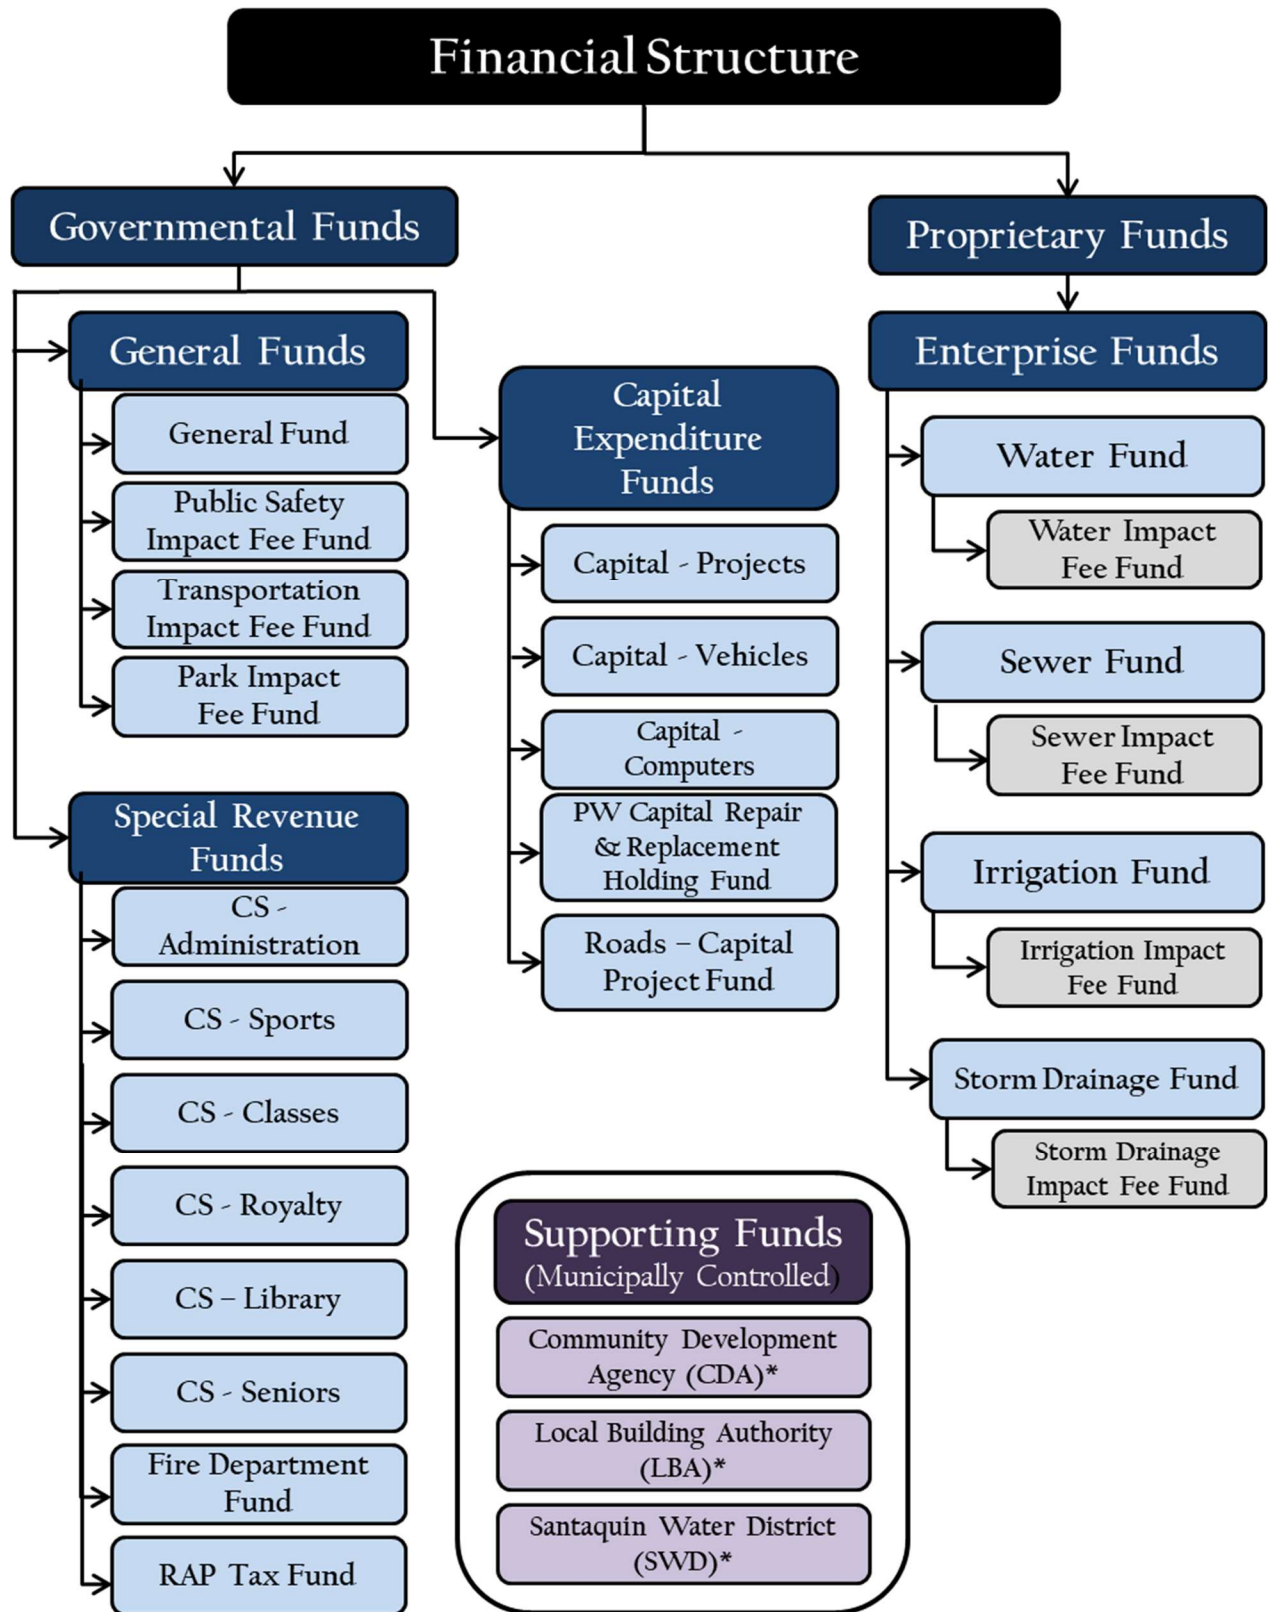 Financial Structure
Governmental Funds
General Funds
General Fund
Public Safety
Impact Fee Fund
Transportation
Impact Fee Fund
Park Impact
Fee Fund
Special Revenue
Funds
CS -
Administration
CS - Sports
CS - Classes
CS - Royalty
CS – Library
CS - Seniors
Fire Department
Fund
RAP Tax Fund
Capital
Expenditure
Funds
Capital - Projects
Capital - Vehicles
Capital -
Computers
PW Capital Repair
& Replacement
Holding Fund
Roads – Capital
Project Fund
Proprietary Funds
Enterprise Funds
Water Fund
Water Impact
Fee Fund
Sewer Fund
Sewer Impact
Fee Fund
Irrigation Fund
Irrigation Impact
Fee Fund
Storm Drainage Fund
Storm Drainage
Impact Fee Fund
Supporting Funds
(Municipally Controlled)
Community Development
Agency (CDA)*
Local Building Authority
(LBA)*
Santaquin Water District
(SWD)*